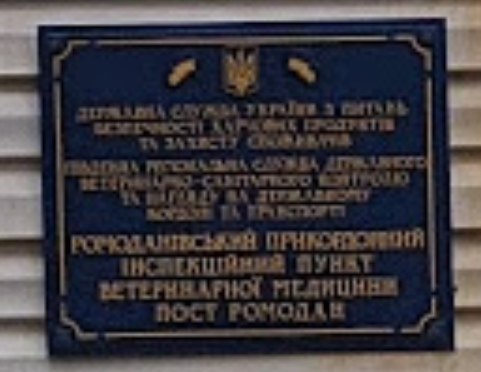 ДЕРЖАВНА СЛУЖБА УКРАЇНИ З ПИТАНЬ
БЕЗПЕЧНОСТІ ХАРЧОВИХ ПРОДУКТІВ
ТА ЗАХИСТУ СПОЖИВАЧІВ
ПІВДЕННА РЕГІОНАЛЬНА СЛУЖБА ДЕРЖАВНОГО
ВЕТЕРИНАРНО-САНІТАРНОГО КОНТРОЛЮ
ТА НАГЛЯДУ НА ДЕРЖАВНОМУ
КОРДОНІ ТА ТРАНСПОРТІ
РОМОДАНІВСЬКИЙ ПРИКОРДОННИЙ
ІНСПЕКЦІЙНИЙ ПУНКТ
ВЕТЕРИНАРНОЇ МЕДИЦИНИ
ПОСТ РОМОДАН